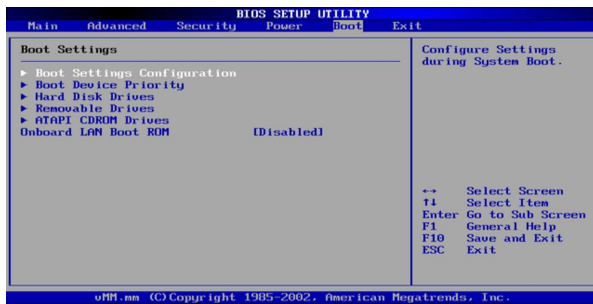 BIOS SETUP UTILITY
Main Advanced Security Power Boot Exit
Boot Settings
▶ Boot Settings Configuration
▶ Boot Device Priority
▶ Hard Disk Drives
▶ Removable Drives
▶ ATAPI CDROM Drives
Onboard LAN Boot ROM [Disabled]
Configure Settings
during System Boot.
←→ Select Screen
↑↓ Select Item
Enter Go to Sub Screen
F1 General Help
F10 Save and Exit
ESC Exit
vMM.mm (C)Copyright 1985-2002, American Megatrends, Inc.